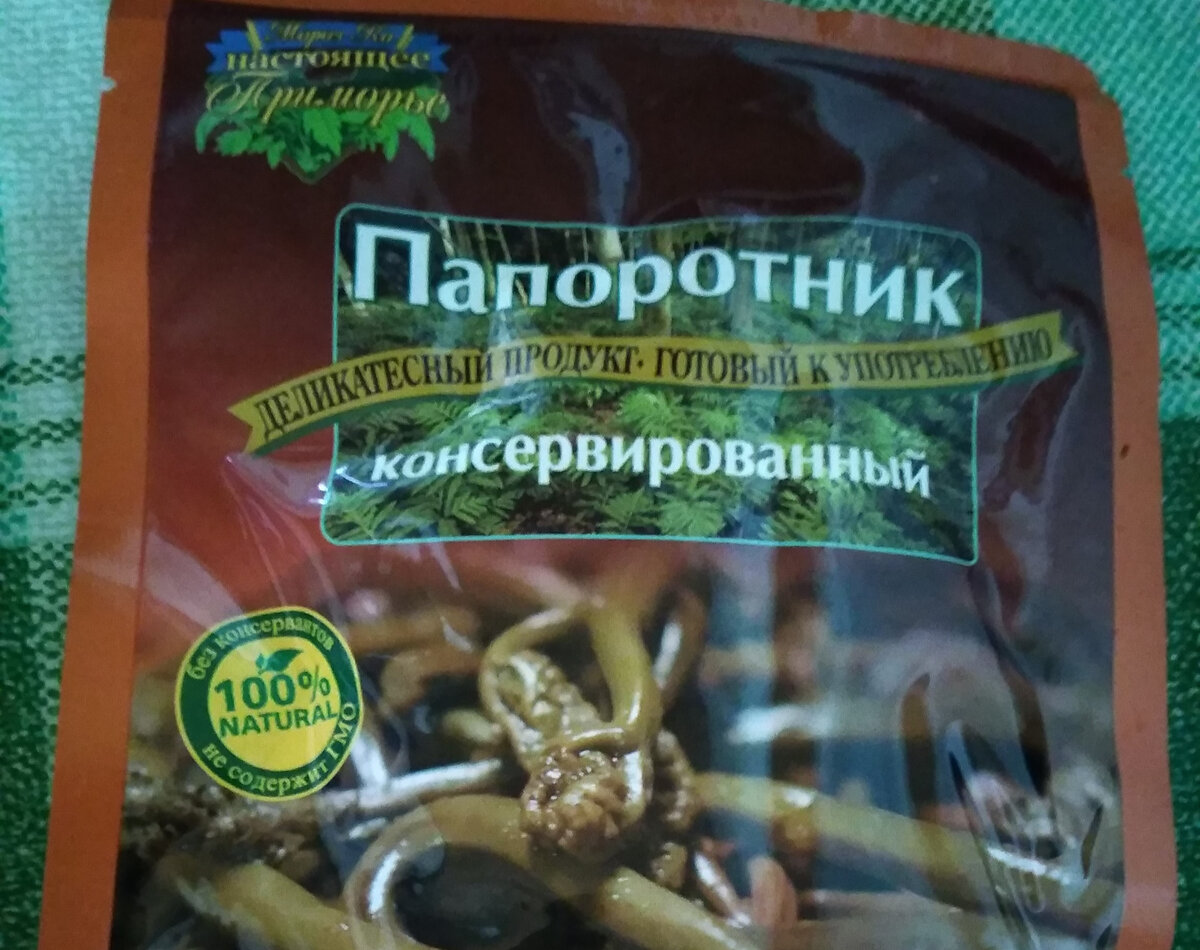 настоящее
Приморье
Папоротник
ДЕЛИКАТЕСНЫЙ ПРОДУКТ· ГОТОВЫЙ К УПОТРЕБЛЕНИЮ
консервированный
без консервантов
100%
NATURAL
не содержит ГМО